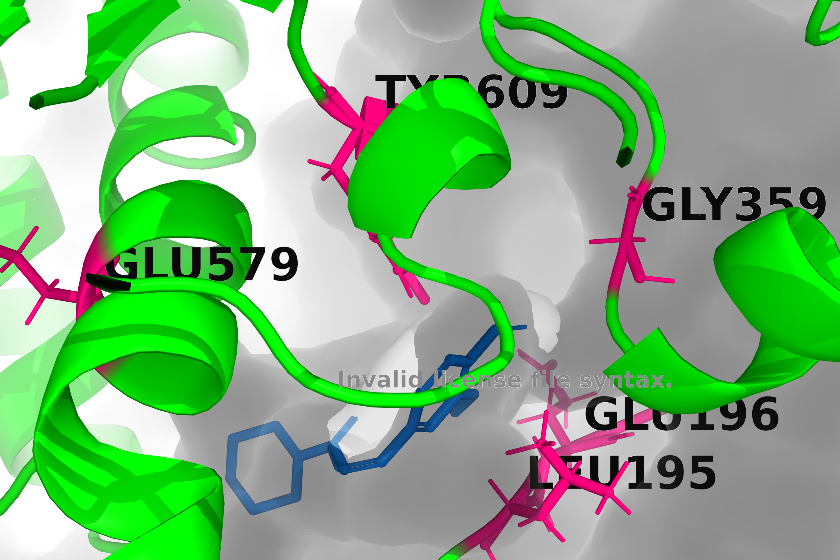 TYR609
GLY359
GLU579
Invalid license file syntax.
GLU196
LEU195